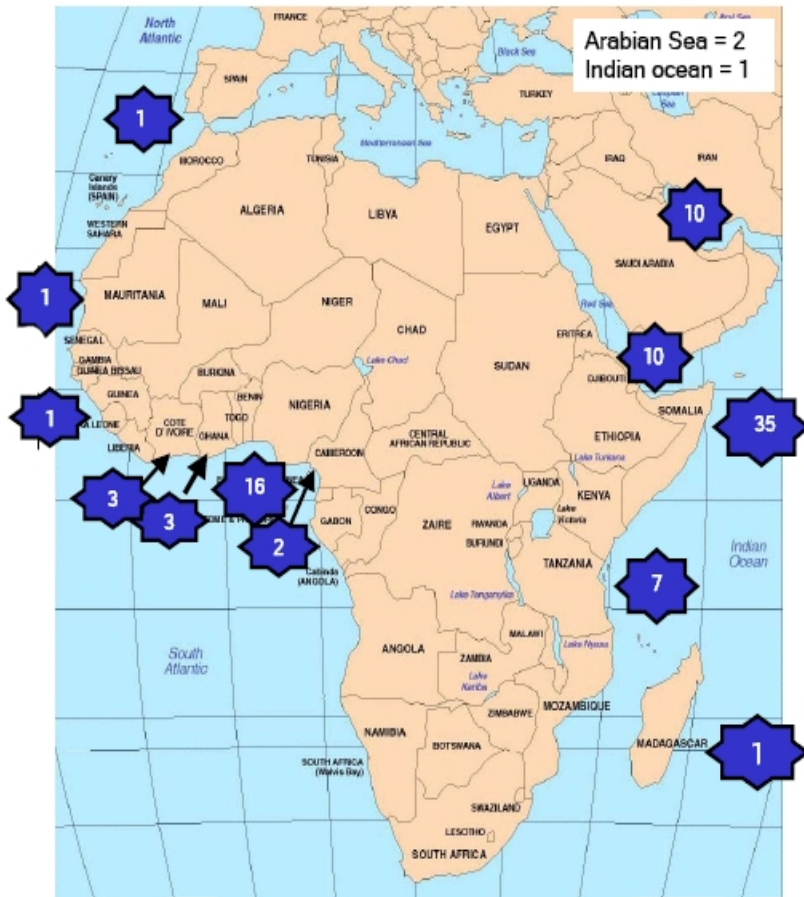 North
Atlantic
FRANCE
Arabian Sea = 2
Indian ocean = 1
Black Sea
SPAIN
TURKEY
Sea
1
Mediterranean Sea
MOROCCO
TUNISIA
IRAQ
IRAN
Canary
Islands
(SPAIN)
ALGERIA
LIBYA
EGYPT
10
WESTERN
SAHARA
SAUDI ARABIA
1
MAURITANIA
MALI
NIGER
Red Sea
CHAD
ERITREA
SENEGAL
SUDAN
10
GAMBIA
GUINEA BISSAU
BURKINA
Lake Chad
DJIBOUTI
GUINEA
BENIN
NIGERIA
SOMALIA
1
LEONE
COTE
D' IVOIRE
TOGO
GHANA
35
ETHIOPIA
LIBERIA
CAMEROON
CENTRAL
AFRICAN REPUBLIC
Lake Turkana
3
3
16
Lake
Albert
UGANDA
KENYA
CONGO
GABON
ZAIRE
RWANDA
Lake
Victoria
2
BURUNDI
Indian
Ocean
TANZANIA
Cabinda
(ANGOLA)
7
Lake Tanganyika
South
Atlantic
ANGOLA
MALAWI
Lake Nyasa
ZAMBIA
Lake
Kariba
MOZAMBIQUE
ZIMBABWE
NAMIBIA
MADAGASCAR
1
BOTSWANA
SOUTH AFRICA
(Walvis Bay)
SWAZILAND
LESOTHO
SOUTH AFRICA